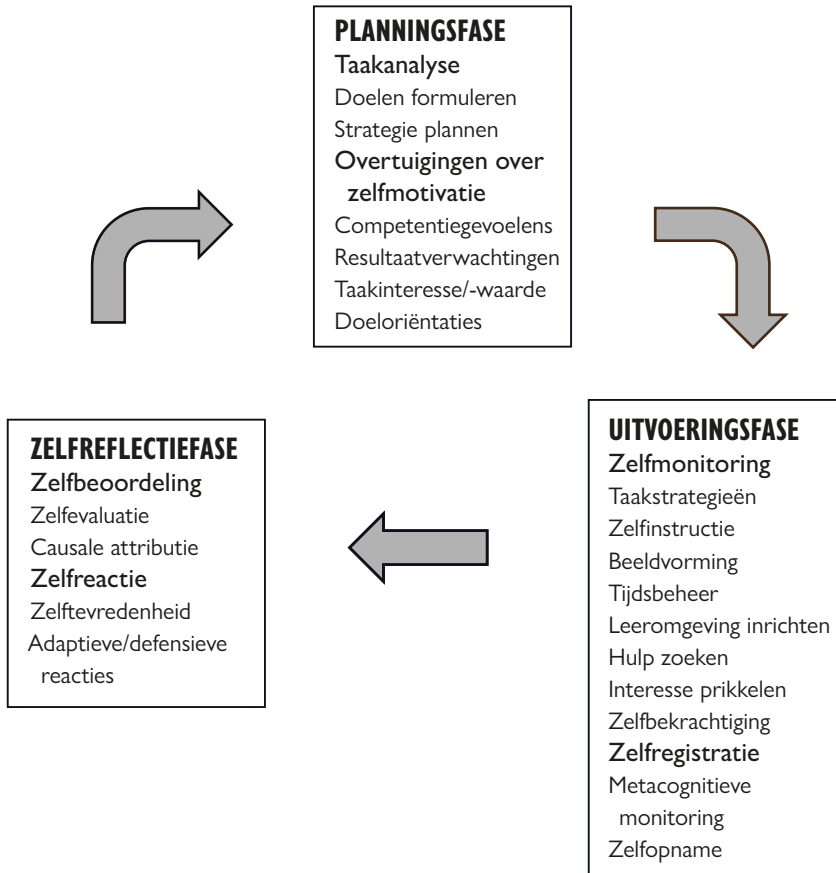 PLANNINGSFASE
Taakanalyse
Doelen formuleren
Strategie plannen
Overtuigingen over
zelfmotivatie
Competentiegevoelens
Resultaatverwachtingen
Taakinteresse/-waarde
Doeloriëntaties
ZELFREFLECTIEFASE
Zelfbeoordeling
Zelfevaluatie
Causale attributie
Zelfreactie
Zelftevredenheid
Adaptieve/defensieve
reacties
UITVOERINGSFASE
Zelfmonitoring
Taakstrategieën
Zelfinstructie
Beeldvorming
Tijdsbeheer
Leeromgeving inrichten
Hulp zoeken
Interesse prikkelen
Zelfbekrachtiging
Zelfregistratie
Metacognitieve
monitoring
Zelfopname